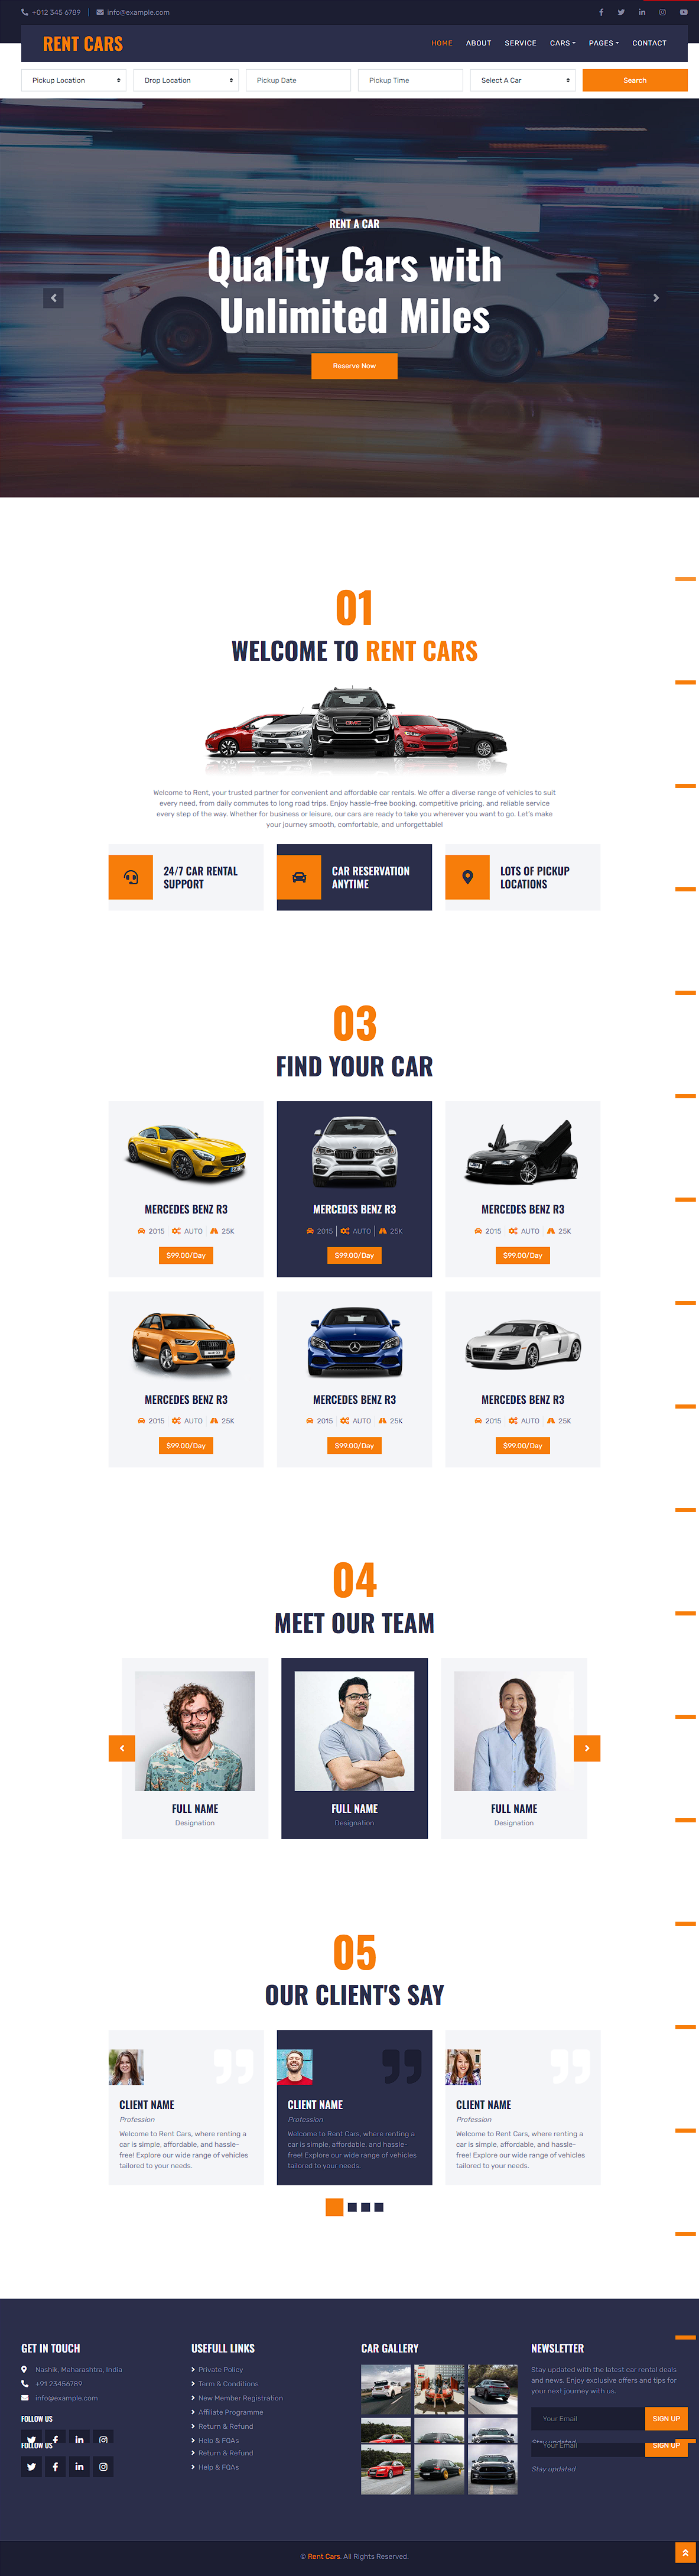 +012 345 6789 | info@example.com
RENT CARS
HOME ABOUT SERVICE CARS PAGES CONTACT
Pickup Location Drop Location Pickup Date Pickup Time Select A Car Search
RENT A CAR
Quality Cars with
Unlimited Miles
Reserve Now
01
WELCOME TO RENT CARS
GMC
Welcome to Rent, your trusted partner for convenient and affordable car rentals. We offer a diverse range of vehicles to suit
every need, from daily commutes to long road trips. Enjoy hassle-free booking, competitive pricing, and reliable service
every step of the way. Whether for business or leisure, our cars are ready to take you wherever you want to go. Let's make
your journey smooth, comfortable, and unforgettable!
24/7 CAR RENTAL
SUPPORT
CAR RESERVATION
ANYTIME
LOTS OF PICKUP
LOCATIONS
03
FIND YOUR CAR
MERCEDES BENZ R3
2015 AUTO 25K
$99.00/Day
MERCEDES BENZ R3
2015 AUTO 25K
$99.00/Day
MERCEDES BENZ R3
2015 AUTO 25K
$99.00/Day
MERCEDES BENZ R3
2015 AUTO 25K
$99.00/Day
MERCEDES BENZ R3
2015 AUTO 25K
$99.00/Day
MERCEDES BENZ R3
2015 AUTO 25K
$99.00/Day
04
MEET OUR TEAM
FULL NAME
Designation
FULL NAME
Designation
FULL NAME
Designation
05
OUR CLIENT'S SAY
CLIENT NAME
Profession
Welcome to Rent Cars, where renting a
car is simple, affordable, and hassle-
free! Explore our wide range of vehicles
tailored to your needs.
CLIENT NAME
Profession
Welcome to Rent Cars, where renting a
car is simple, affordable, and hassle-
free! Explore our wide range of vehicles
tailored to your needs.
CLIENT NAME
Profession
Welcome to Rent Cars, where renting a
car is simple, affordable, and hassle-
free! Explore our wide range of vehicles
tailored to your needs.
GET IN TOUCH
Nashik, Maharashtra, India
+91 23456789
info@example.com
FOLLOW US
FOLLOW US
USEFULL LINKS
Private Policy
Term & Conditions
New Member Registration
Affiliate Programme
Return & Refund
Help & FQAs
Return & Refund
Help & FQAs
CAR GALLERY
NEWSLETTER
Stay updated with the latest car rental deals
and news. Enjoy exclusive offers and tips for
your next journey with us.
Your Email SIGN UP
Stay updated
Your Email SIGN UP
Stay updated
© Rent Cars. All Rights Reserved.